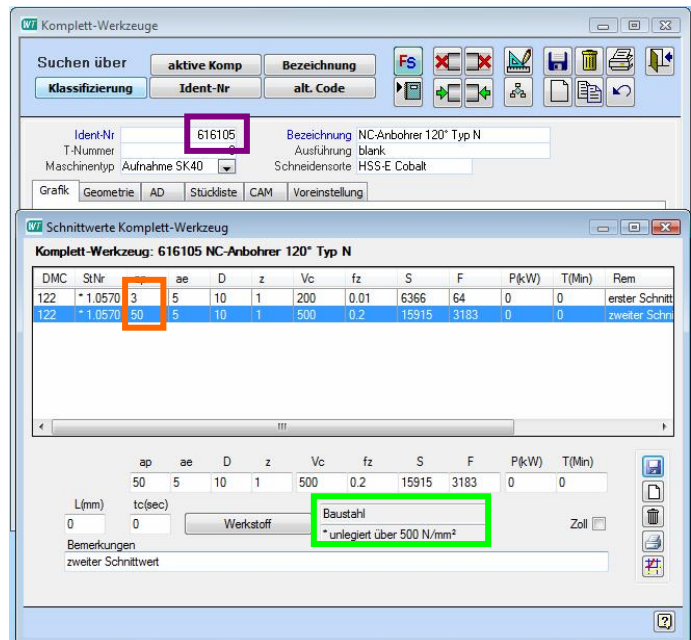 WT Komplett-Werkzeuge
Suchen über
aktive Komp
Bezeichnung
FS
Klassifizierung
Ident-Nr
alt. Code
Ident-Nr 616105 Bezeichnung NC-Anbohrer 120° Typ N
T-Nummer 0 Ausführung blank
Maschinentyp Aufnahme SK40 Schneidensorte HSS-E Cobalt
Grafik Geometrie AD Stückliste CAM Voreinstellung
WT Schnittwerte Komplett-Werkzeug
Komplett-Werkzeug: 616105 NC-Anbohrer 120° Typ N
DMC StNr ap ae D z Vc fz S F P(kW) T(Min) Rem
122 * 1.0570 3 5 10 1 200 0.01 6366 64 0 0 erster Schnitt
122 * 1.0570 50 5 10 1 500 0.2 15915 3183 0 0 zweiter Schni
ap ae D z Vc fz S F P(kW) T(Min)
50 5 10 1 500 0.2 15915 3183 0 0
L(mm) tc(sec)
0 0 Werkstoff
Baustahl
* unlegiert über 500 N/mm²
Zoll
Bemerkungen
zweiter Schnittwert